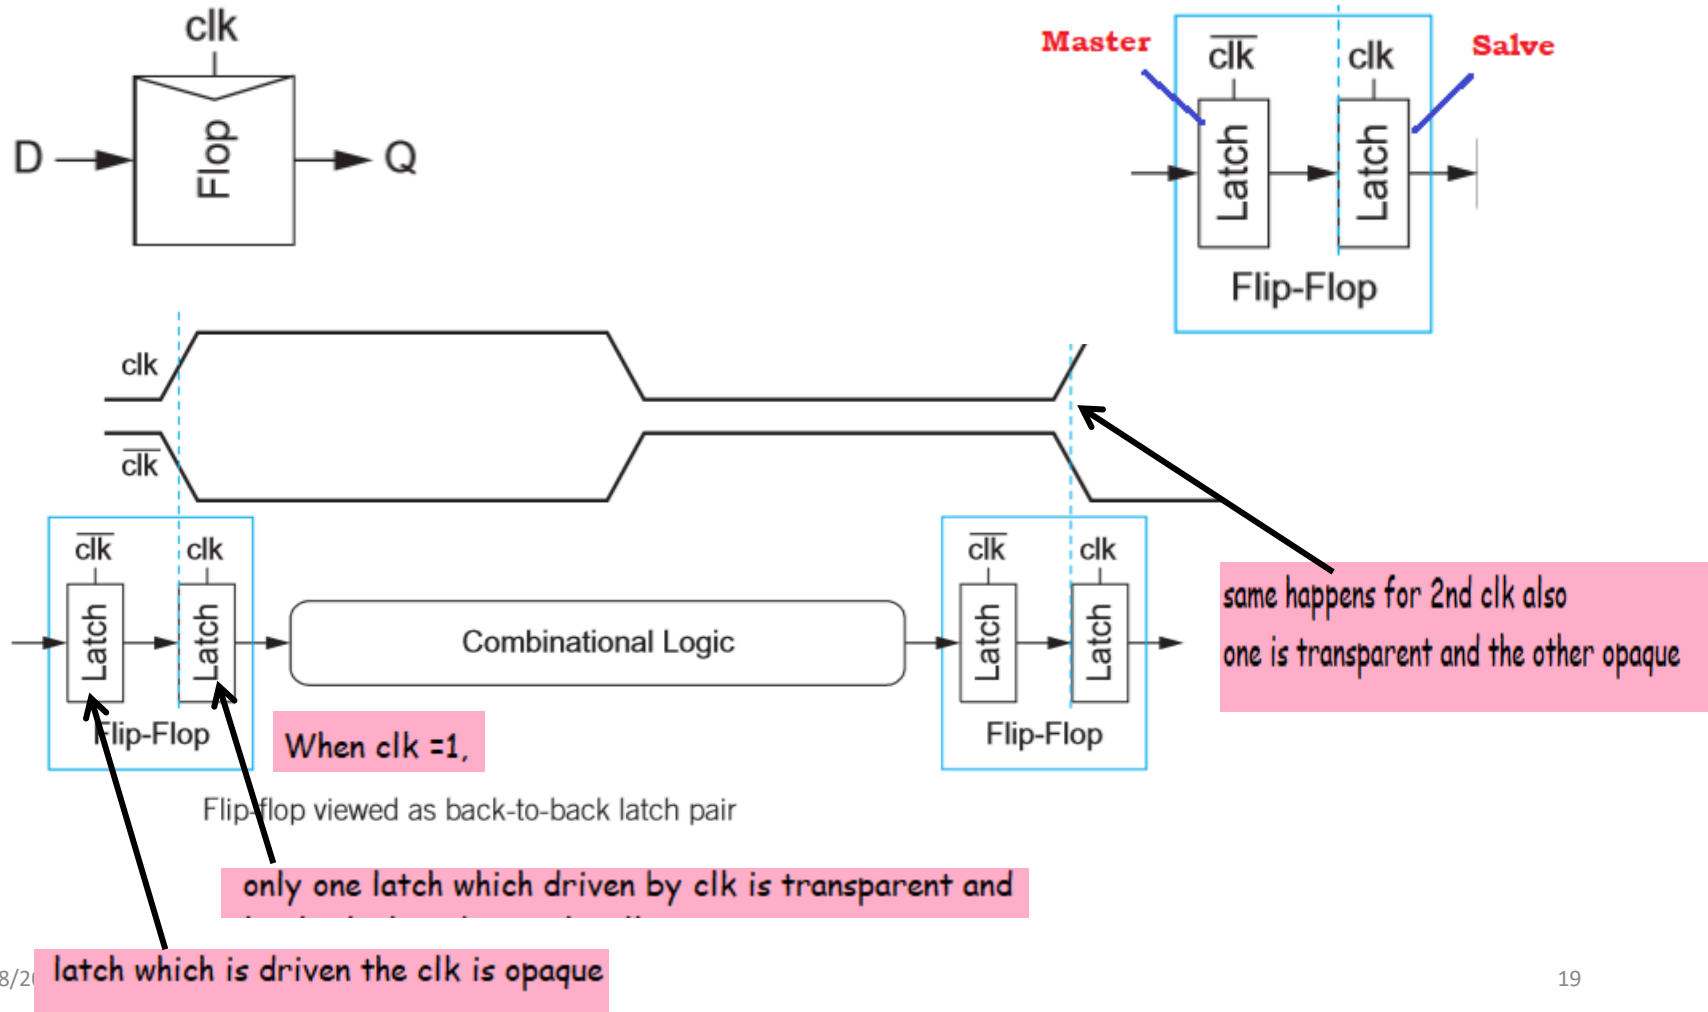 clk
D
Flop
Q
Master
clk
clk
Salve
Latch
Latch
Flip-Flop
clk
clk
clk
clk
Latch
Latch
Flip-Flop
Combinational Logic
clk
clk
Latch
Latch
Flip-Flop
same happens for 2nd clk also
one is transparent and the other opaque
When clk =1,
Flip-flop viewed as back-to-back latch pair
only one latch which driven by clk is transparent and
latch which is driven the clk is opaque
8/20
19